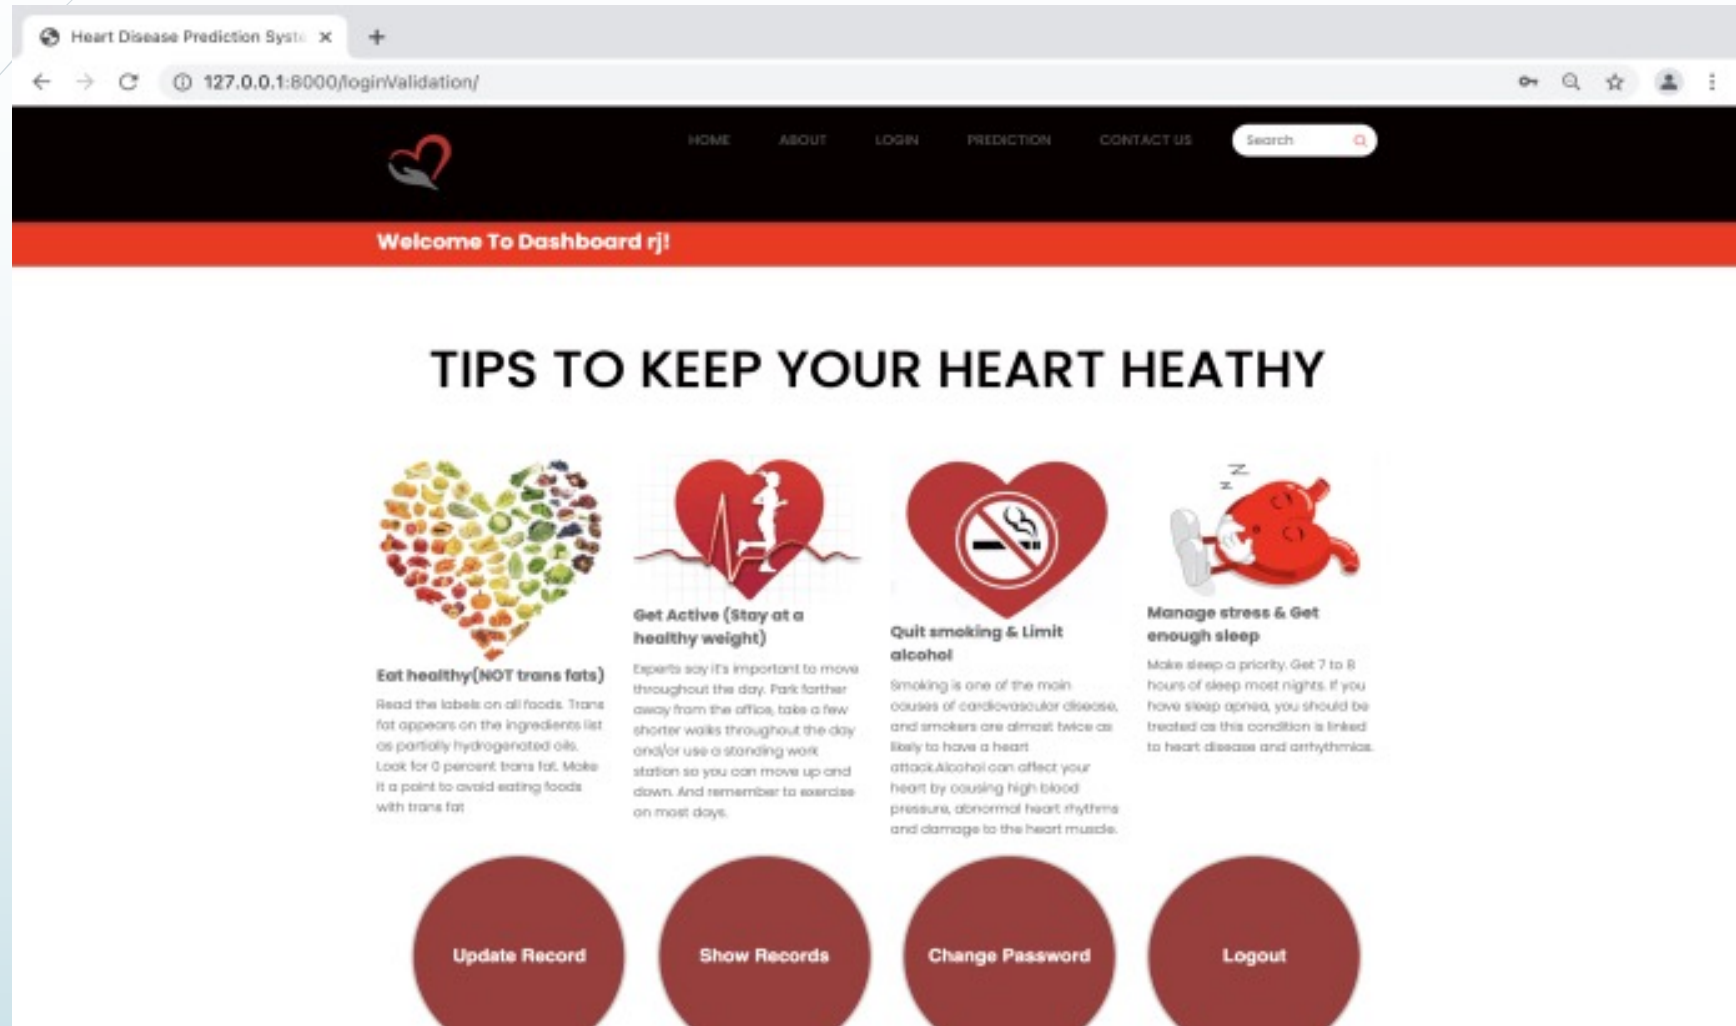 Heart Disease Prediction Syste
127.0.0.1:8000/loginValidation/
HOME ABOUT LOGIN PREDICTION CONTACT US Search
Welcome To Dashboard rj!
TIPS TO KEEP YOUR HEART HEATHY
Z
Z
Eat healthy(NOT trans fats)
Read the labels on all foods. Trans
fat appears on the ingredients list
as partially hydrogenated oils.
Look for 0 percent trans fat. Make
it a point to avoid eating foods
with trans fat
Get Active (Stay at a
healthy weight)
Experts say it's important to move
throughout the day. Park farther
away from the office, take a few
shorter walks throughout the day
and/or use a standing work
station so you can move up and
down. And remember to exercise
on most days.
Quit smoking & Limit
alcohol
Smoking is one of the main
causes of cardiovascular disease,
and smokers are almost twice as
likely to have a heart
attack.Alcohol can affect your
heart by causing high blood
pressure, abnormal heart rhythms
and damage to the heart muscle.
Manage stress & Get
enough sleep
Make sleep a priority. Get 7 to 8
hours of sleep most nights. If you
have sleep apnea, you should be
treated as this condition is linked
to heart disease and arrhythmias.
Update Record
Show Records
Change Password
Logout